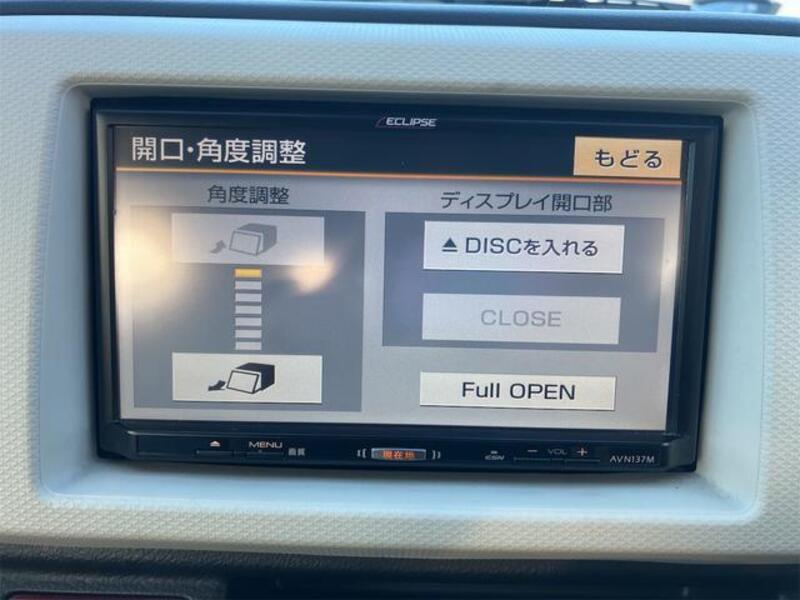 ECLIPSE
開口・角度調整
もどる
角度調整
ディスプレイ開口部
DISCを入れる
CLOSE
Full OPEN
MENU
画質
現在地
ESN
VOL
AVN137M